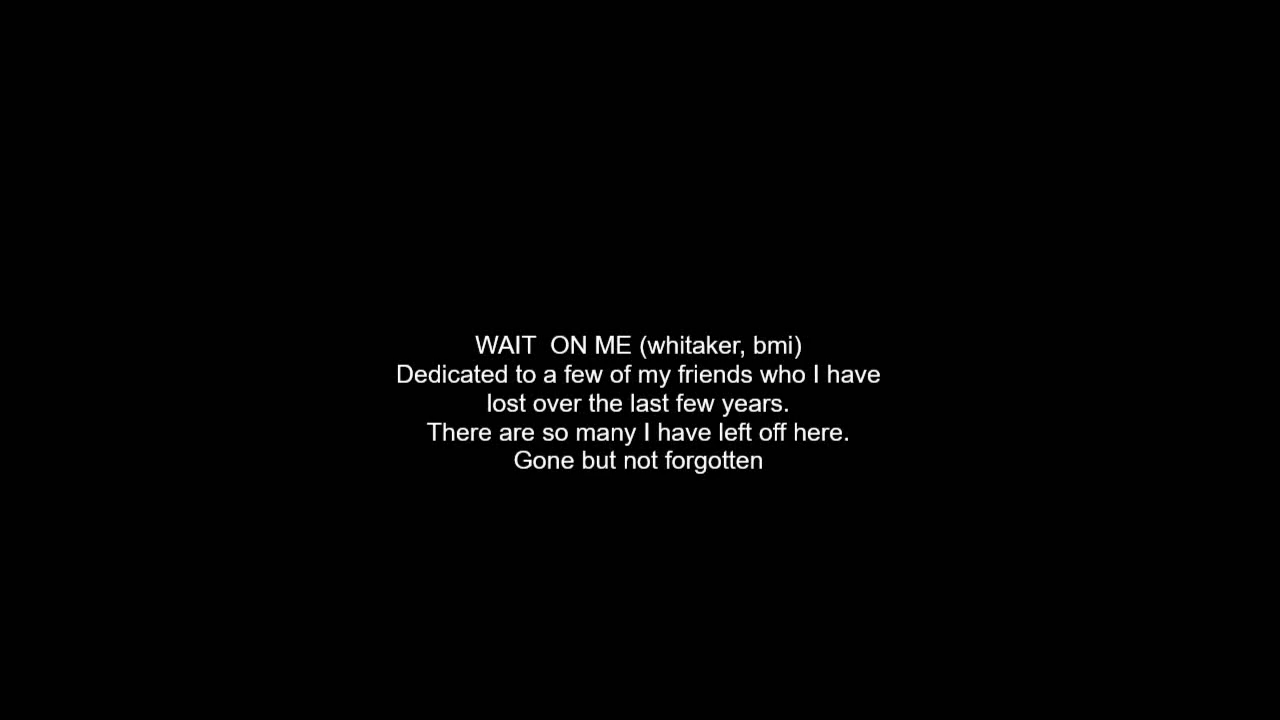 WAIT  ON ME (whitaker, bmi)
Dedicated to a few of my friends who I have
lost over the last few years.
There are so many I have left off here.
Gone but not forgotten